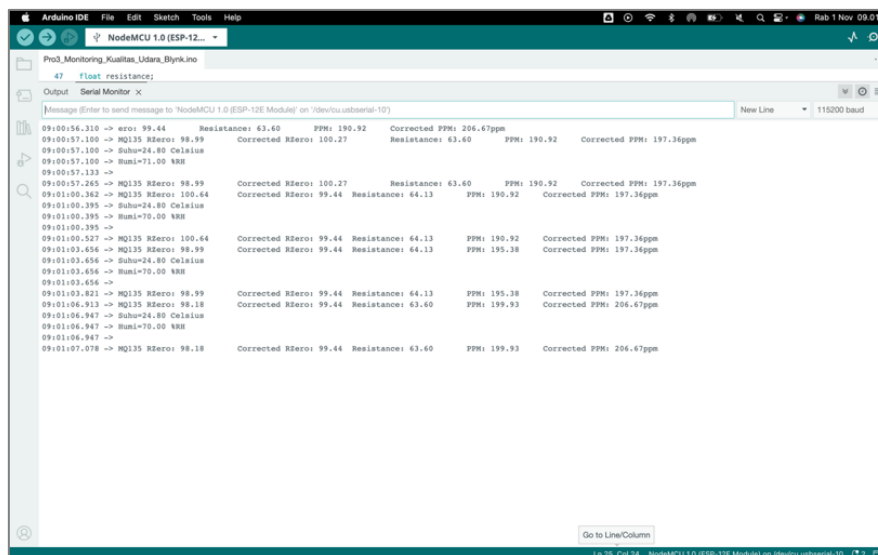 Arduino IDE File Edit Sketch Tools Help Rab 1 Nov 09.01
NodeMCU 1.0 (ESP-12...
Pro3_Monitoring_Kualitas_Udara_Blynk.ino
47 float resistance;
Output Serial Monitor
Message (Enter to send message to 'NodeMCU 1.0 (ESP-12E Module)' on '/dev/cu.usbserial-10') New Line 115200 baud
09:00:56.310 -> ero: 99.44 Resistance: 63.60 PPM: 190.92 Corrected PPM: 206.67ppm
09:00:57.100 -> MQ135 RZero: 98.99 Corrected RZero: 100.27 Resistance: 63.60 PPM: 190.92 Corrected PPM: 197.36ppm
09:00:57.100 -> Suhu=24.80 Celsius
09:00:57.100 -> Humi=71.00 %RH
09:00:57.133 ->
09:00:57.265 -> MQ135 RZero: 98.99 Corrected RZero: 100.27 Resistance: 63.60 PPM: 190.92 Corrected PPM: 197.36ppm
09:01:00.362 -> MQ135 RZero: 100.64 Corrected RZero: 99.44 Resistance: 64.13 PPM: 190.92 Corrected PPM: 197.36ppm
09:01:00.395 -> Suhu=24.80 Celsius
09:01:00.395 -> Humi=70.00 %RH
09:01:00.395 ->
09:01:00.527 -> MQ135 RZero: 100.64 Corrected RZero: 99.44 Resistance: 64.13 PPM: 190.92 Corrected PPM: 197.36ppm
09:01:03.656 -> MQ135 RZero: 98.99 Corrected RZero: 99.44 Resistance: 64.13 PPM: 195.38 Corrected PPM: 197.36ppm
09:01:03.656 -> Suhu=24.80 Celsius
09:01:03.656 -> Humi=70.00 %RH
09:01:03.656 ->
09:01:03.821 -> MQ135 RZero: 98.99 Corrected RZero: 99.44 Resistance: 64.13 PPM: 195.38 Corrected PPM: 197.36ppm
09:01:06.913 -> MQ135 RZero: 98.18 Corrected RZero: 99.44 Resistance: 63.60 PPM: 199.93 Corrected PPM: 206.67ppm
09:01:06.947 -> Suhu=24.80 Celsius
09:01:06.947 -> Humi=70.00 %RH
09:01:06.947 ->
09:01:07.078 -> MQ135 RZero: 98.18 Corrected RZero: 99.44 Resistance: 63.60 PPM: 199.93 Corrected PPM: 206.67ppm
Go to Line/Column
Ln 25, Col 24 NodeMCU 1.0 (ESP-12E Module) on /dev/cu.usbserial-10 2